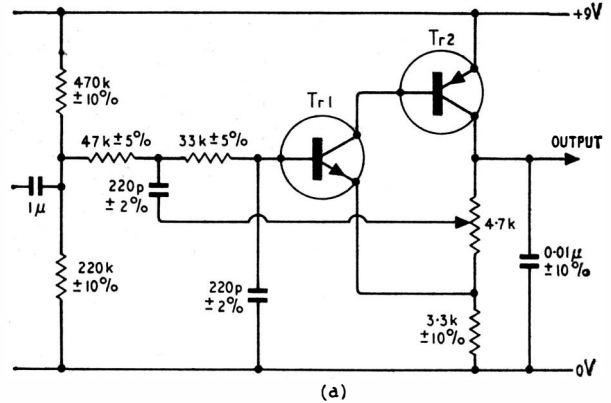 +9V
Tr2
470k
±10%
Tr1
47k±5%
33k±5%
OUTPUT
1μ
220p
±2%
4·7k
0·01μ
±10%
220k
±10%
220p
±2%
3·3k
±10%
0V
(a)